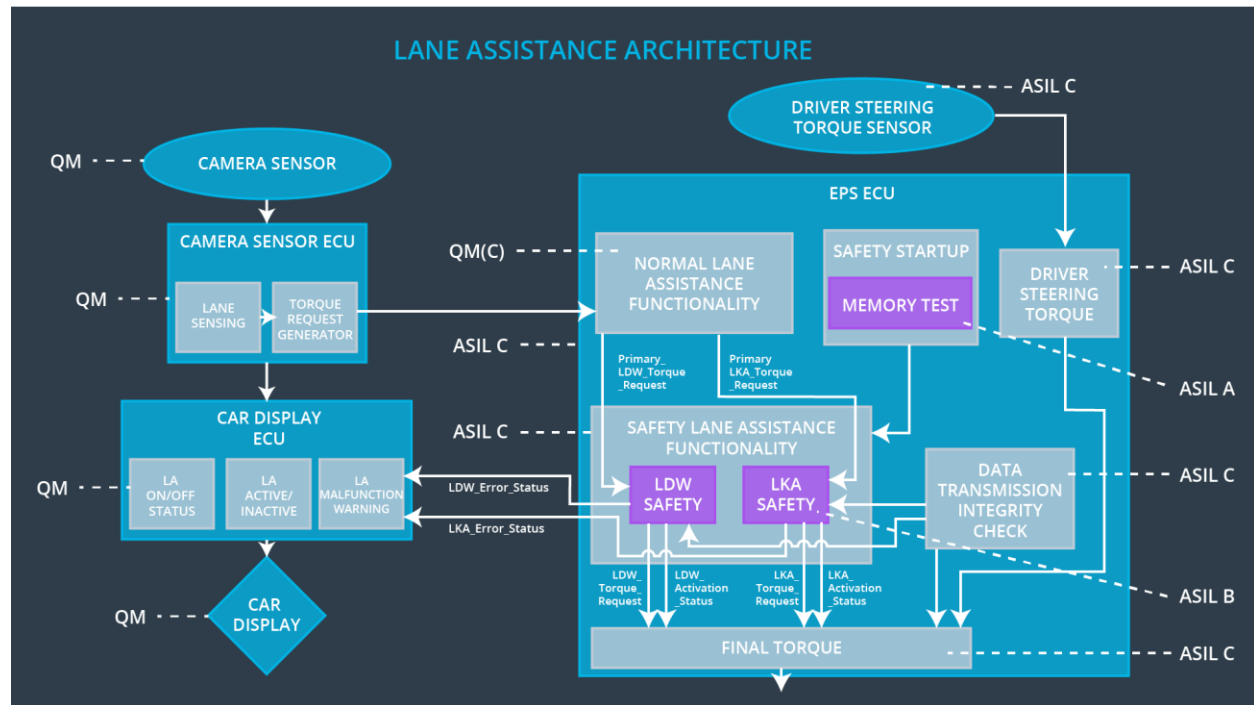 LANE ASSISTANCE ARCHITECTURE
ASIL C
DRIVER STEERING
TORQUE SENSOR
QM
CAMERA SENSOR
EPS ECU
CAMERA SENSOR ECU
QM(C)
NORMAL LANE
ASSISTANCE
FUNCTIONALITY
SAFETY STARTUP
MEMORY TEST
DRIVER
STEERING
TORQUE
ASIL C
QM
LANE
SENSING
TORQUE
REQUEST
GENERATOR
ASIL C
Primary_
LDW_Torque
_Request
Primary
LKA_Torque
_Request
ASIL A
CAR DISPLAY
ECU
ASIL C
SAFETY LANE ASSISTANCE
FUNCTIONALITY
QM
LA
ON/OFF
STATUS
LA
ACTIVE/
INACTIVE
LA
MALFUNCTION
WARNING
LDW_Error_Status
LKA_Error_Status
LDW
SAFETY
LKA
SAFETY
DATA
TRANSMISSION
INTEGRITY
CHECK
ASIL C
LDW_
Torque_
Request
LDW_
Activation
_Status
LKA_
Torque_
Request
LKA_
Activation
_Status
ASIL B
QM
CAR
DISPLAY
FINAL TORQUE
ASIL C